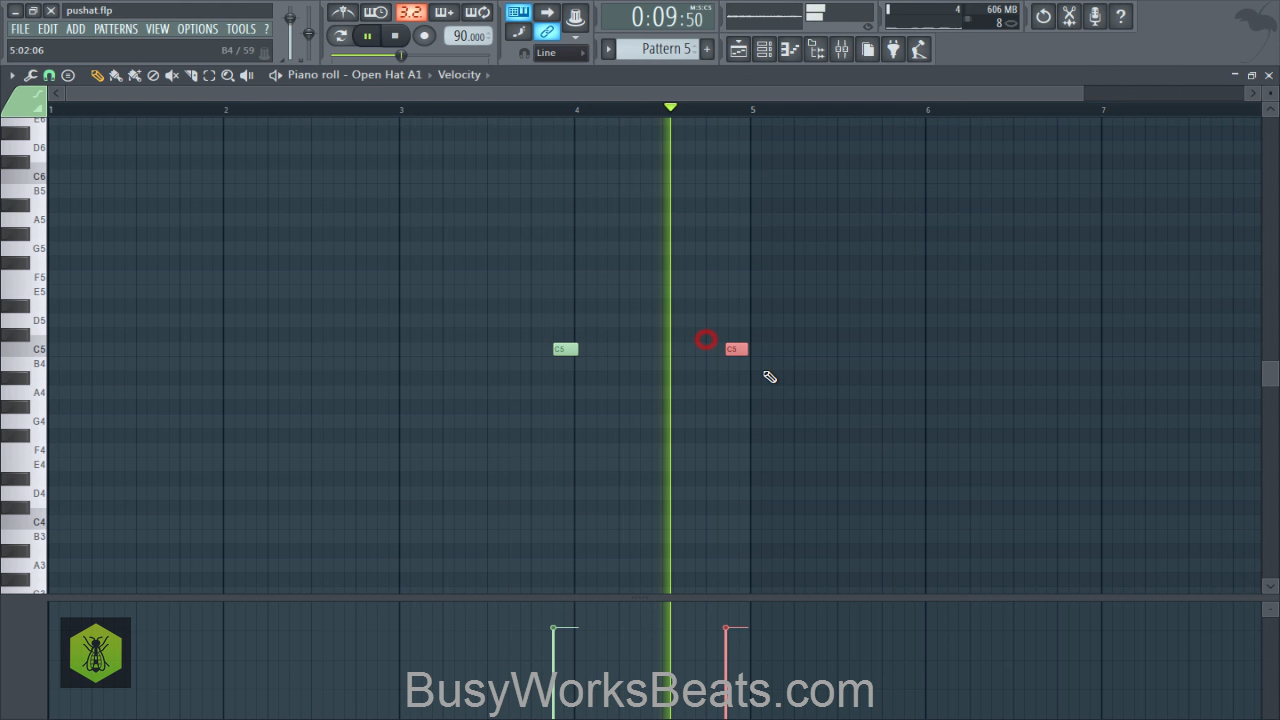 pushat.flp
FILE EDIT ADD PATTERNS VIEW OPTIONS TOOLS ?
5:02:06 B4 / 59
3.2
90.000
Line
0:09:50
M:S:CS
Pattern 5
4 606 MB
8
Piano roll - Open Hat A1 Velocity
1 2 3 4 5 6 7
E6
D6
C6
B5
A5
G5
F5
E5
D5
C5 C5 C5
B4
A4
G4
F4
E4
D4
C4
B3
A3
G3
BusyWorksBeats.com